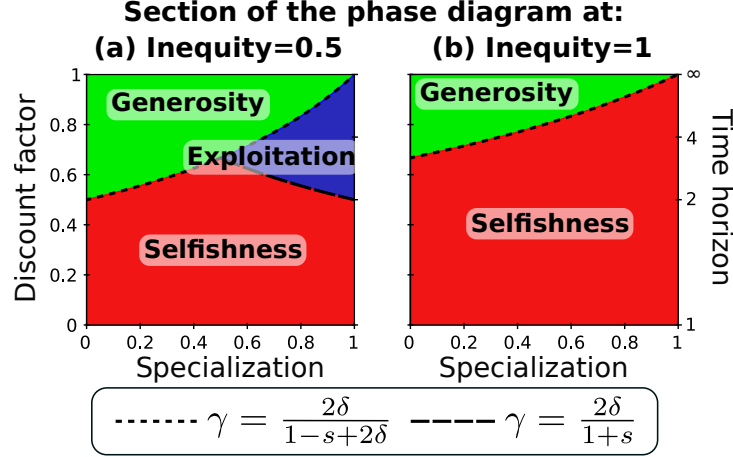 Section of the phase diagram at:
(a) Inequity=0.5 (b) Inequity=1
Discount factor
1
0.8
0.6
0.4
0.2
0
Generosity
Exploitation
Selfishness
0 0.2 0.4 0.6 0.8 1
Specialization
Generosity
Selfishness
0 0.2 0.4 0.6 0.8 1
Specialization
∞
4
2
1
Time horizon
γ = 2δ/(1−s+2δ) γ = 2δ/(1+s)